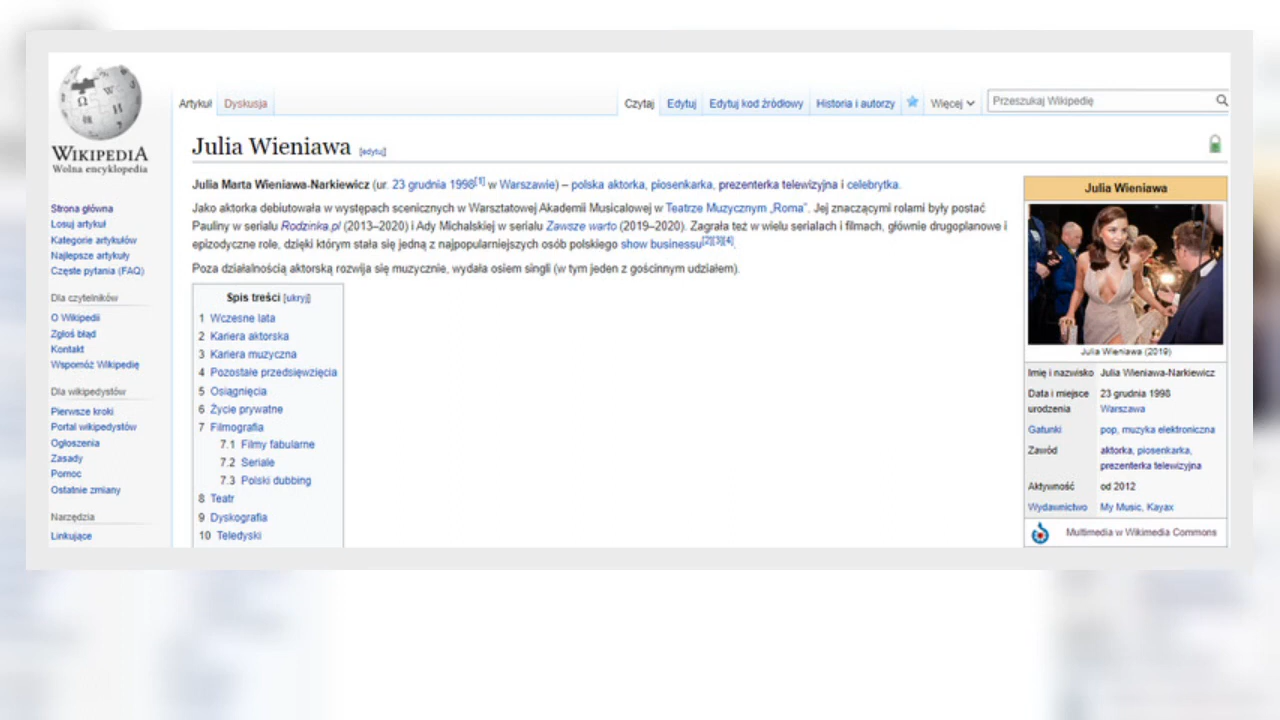 WIKIPEDIA
Wolna encyklopedia
Strona główna
Losuj artykuł
Kategorie artykułów
Najlepsze artykuły
Częste pytania (FAQ)
Dla czytelników
O Wikipedii
Zgłoś błąd
Kontakt
Wspomóż Wikipedię
Dla wikipedystów
Pierwsze kroki
Portal wikipedystów
Ogłoszenia
Zasady
Pomoc
Ostatnie zmiany
Narzędzia
Linkujące
Artykuł Dyskusja
Czytaj Edytuj Edytuj kod źródłowy Historia i autorzy Więcej Przeszukaj Wikipedię
Julia Wieniawa [edytuj]
Julia Marta Wieniawa-Narkiewicz (ur. 23 grudnia 1998[1] w Warszawie) – polska aktorka, piosenkarka, prezenterka telewizyjna i celebrytka.
Jako aktorka debiutowała w występach scenicznych w Warsztatowej Akademii Musicalowej w Teatrze Muzycznym „Roma”. Jej znaczącymi rolami były postać
Pauliny w serialu Rodzinka.pl (2013–2020) i Ady Michalskiej w serialu Zawsze warto (2019–2020). Zagrała też w wielu serialach i filmach, głównie drugoplanowe i
epizodyczne role, dzięki którym stała się jedną z najpopularniejszych osób polskiego show businessu[2][3][4].
Poza działalnością aktorską rozwija się muzycznie, wydała osiem singli (w tym jeden z gościnnym udziałem).
Spis treści [ukryj]
1 Wczesne lata
2 Kariera aktorska
3 Kariera muzyczna
4 Pozostałe przedsięwzięcia
5 Osiągnięcia
6 Życie prywatne
7 Filmografia
7.1 Filmy fabularne
7.2 Seriale
7.3 Polski dubbing
8 Teatr
9 Dyskografia
10 Teledyski
Julia Wieniawa
Julia Wieniawa (2019)
Imię i nazwisko Julia Wieniawa-Narkiewicz
Data i miejsce 23 grudnia 1998
urodzenia Warszawa
Gatunki pop, muzyka elektroniczna
Zawód aktorka, piosenkarka,
prezenterka telewizyjna
Aktywność od 2012
Wydawnictwo My Music, Kayax
Multimedia w Wikimedia Commons